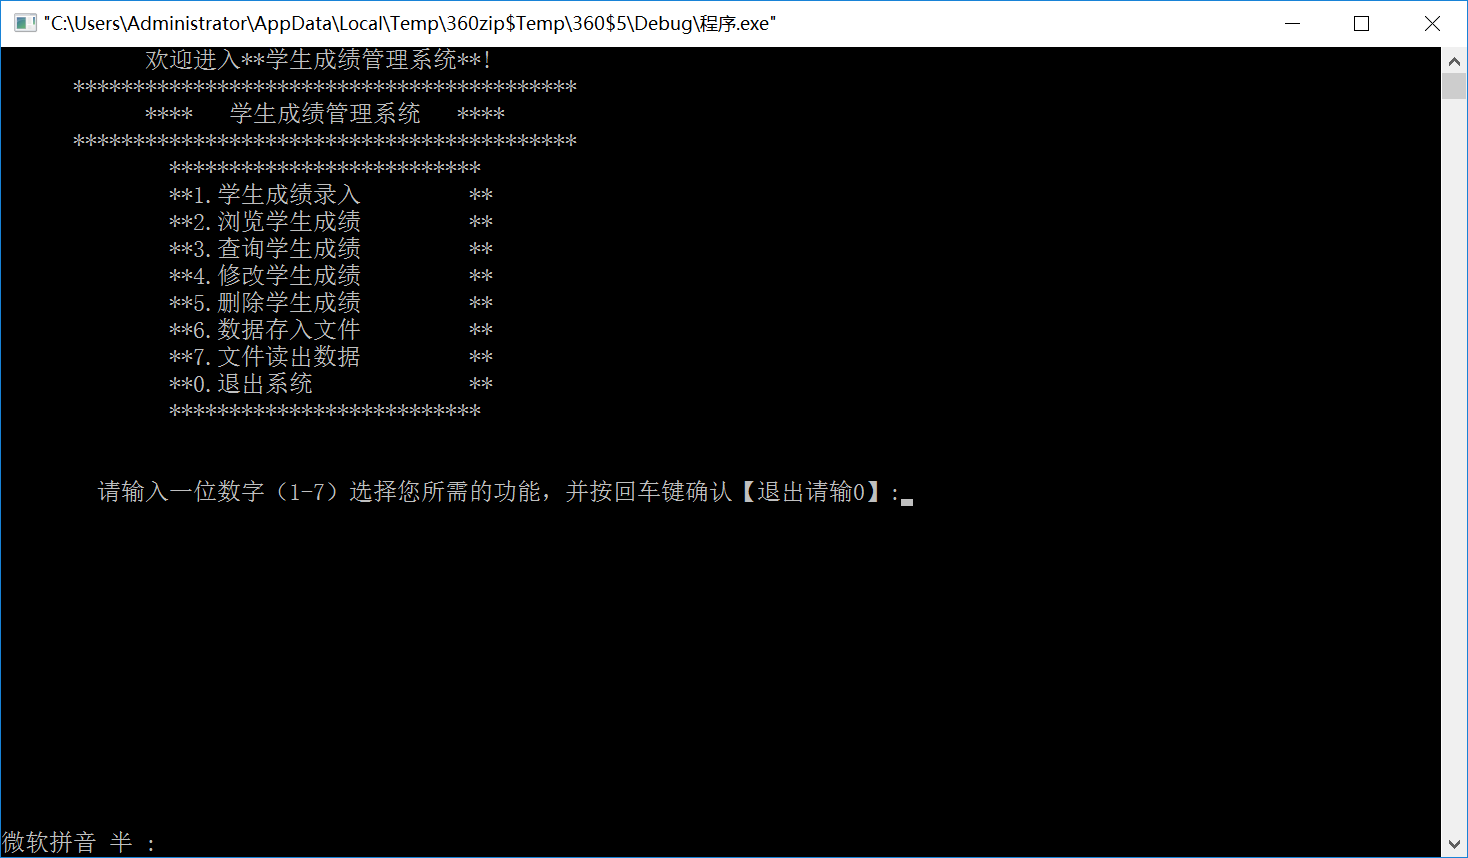 "C:\Users\Administrator\AppData\Local\Temp\360zip$Temp\360$5\Debug\程序.exe"
欢迎进入**学生成绩管理系统**!
******************************************
****   学生成绩管理系统   ****
******************************************
**************************
**1.学生成绩录入         **
**2.浏览学生成绩         **
**3.查询学生成绩         **
**4.修改学生成绩         **
**5.删除学生成绩         **
**6.数据存入文件         **
**7.文件读出数据         **
**0.退出系统             **
**************************
请输入一位数字（1-7）选择您所需的功能，并按回车键确认【退出请输0】:
微软拼音 半 :